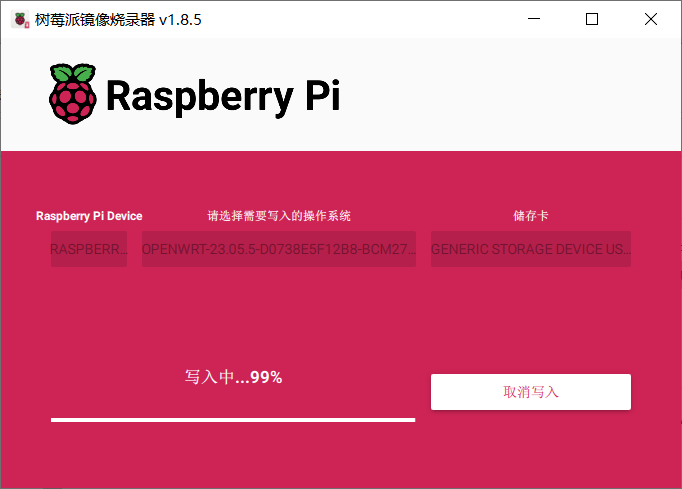 树莓派镜像烧录器 v1.8.5
Raspberry Pi
Raspberry Pi Device 请选择需要写入的操作系统 储存卡
RASPBERR... OPENWRT-23.05.5-D0738E5F12B8-BCM27... GENERIC STORAGE DEVICE US...
写入中...99%
取消写入